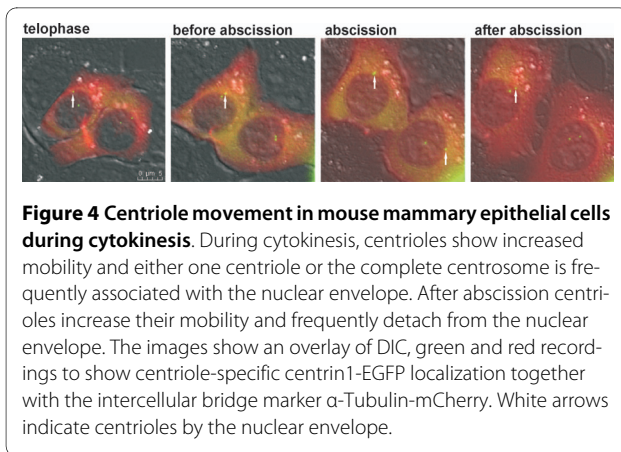 telophase before abscission abscission after abscission
Figure 4 Centriole movement in mouse mammary epithelial cells
during cytokinesis. During cytokinesis, centrioles show increased
mobility and either one centriole or the complete centrosome is fre-
quently associated with the nuclear envelope. After abscission centri-
oles increase their mobility and frequently detach from the nuclear
envelope. The images show an overlay of DIC, green and red record-
ings to show centriole-specific centrin1-EGFP localization together
with the intercellular bridge marker α-Tubulin-mCherry. White arrows
indicate centrioles by the nuclear envelope.